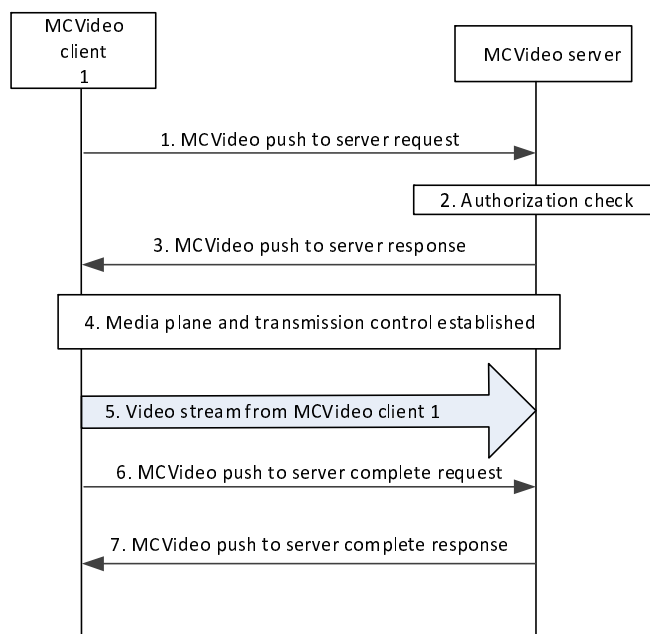 MCVideo
client
1
MCVideo server
1. MCVideo push to server request
2. Authorization check
3. MCVideo push to server response
4. Media plane and transmission control established
5. Video stream from MCVideo client 1
6. MCVideo push to server complete request
7. MCVideo push to server complete response